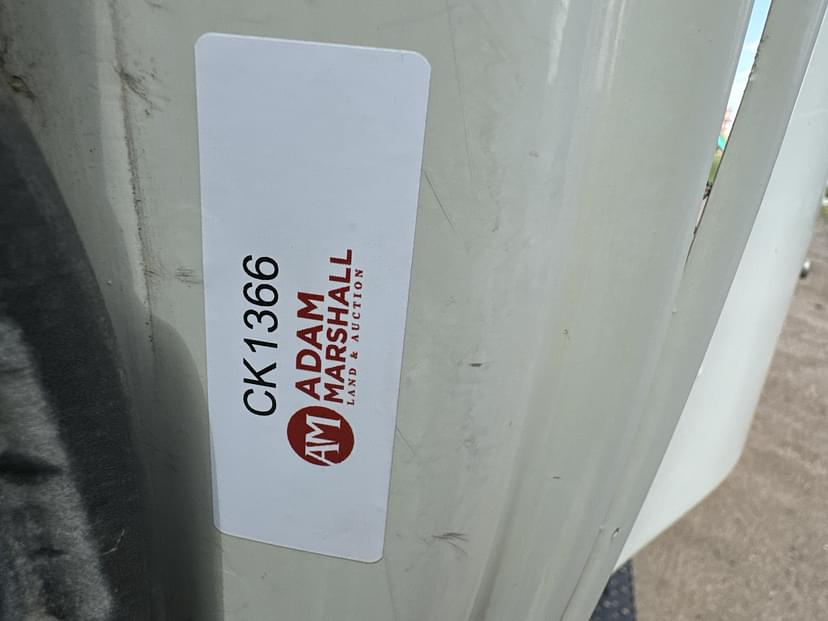 CK1366
AM
ADAM
MARSHALL
LAND & AUCTION